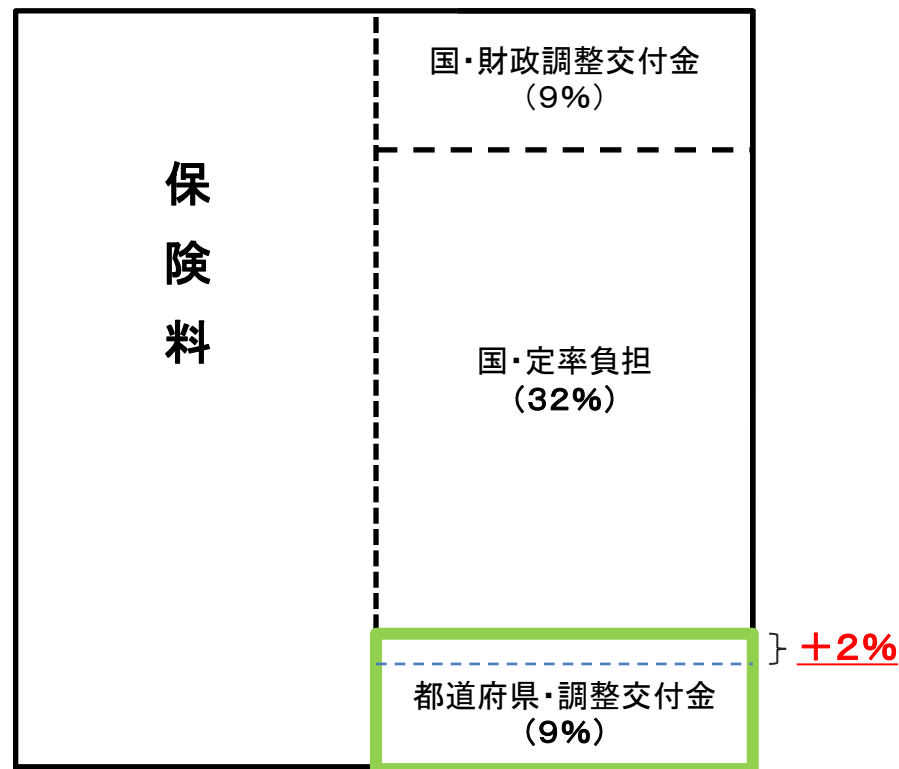 保険料
国・財政調整交付金
（９％）
国・定率負担
（３２％）
＋２％
都道府県・調整交付金
（９％）